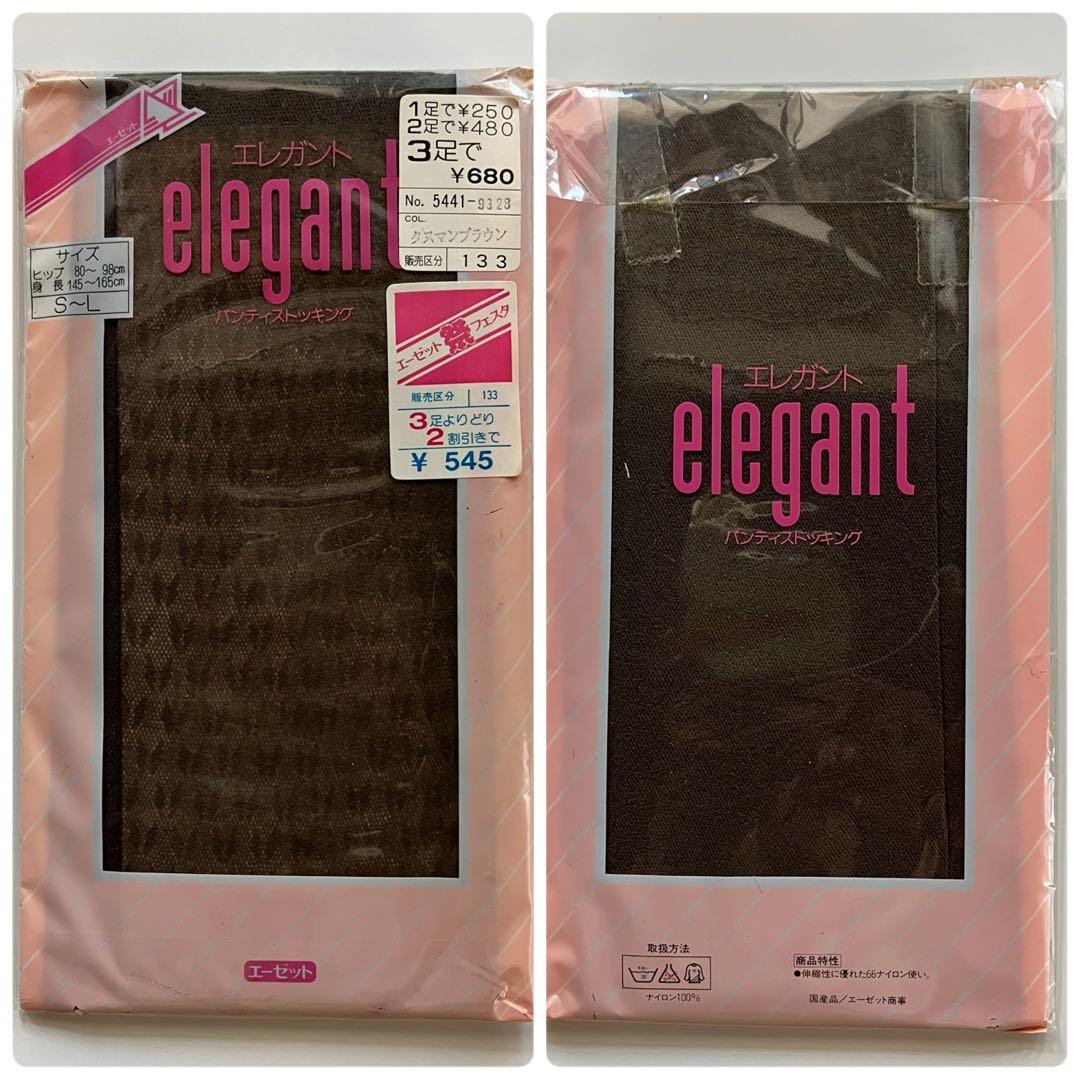 エーゼット
エレガント
elegant
パンティストッキング
サイズ
ヒップ 80〜98cm
身長 145〜165cm
S〜L
1足で¥250
2足で¥480
3足で
¥680
No. 5441-9328
COL.
タスマンブラウン
販売区分 133
エーゼット 祭 フェスタ
販売区分 133
3足よりどり
2割引きで
¥ 545
エーゼット
エレガント
elegant
パンティストッキング
取扱方法
ナイロン100%
商品特性
●伸縮性に優れた66ナイロン使い。
国産品/エーゼット商事